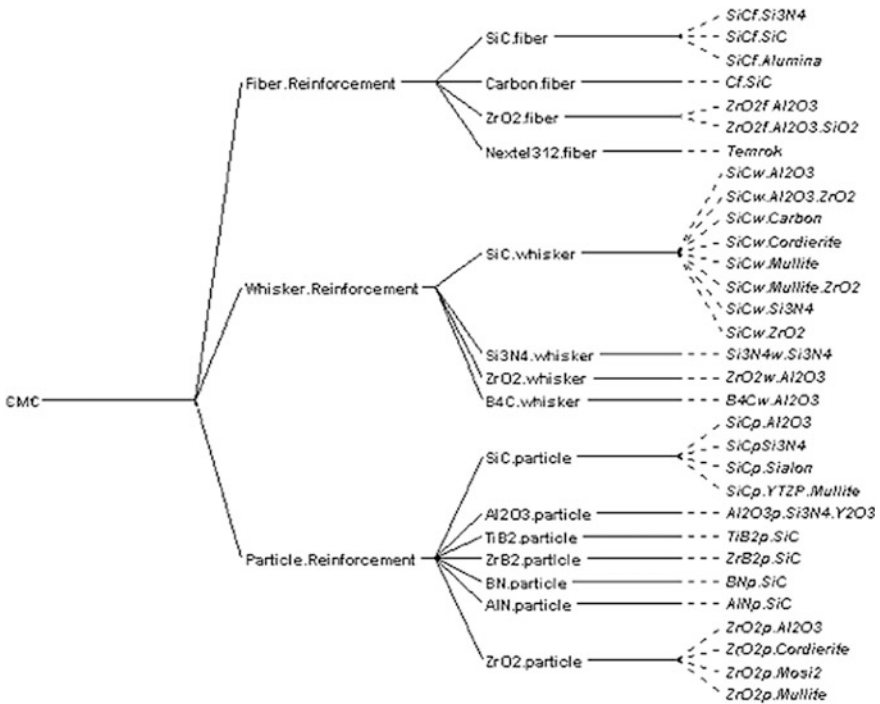 SiCf.Si3N4
SiC.fiber
SiCf.SiC
SiCf.Alumina
Fiber.Reinforcement
Carbon.fiber
Cf.SiC
ZrO2.fiber
ZrO2f.Al2O3
ZrO2f.Al2O3.SiO2
Nextel312.fiber
Temrok
SiCw.Al2O3
SiCw.Al2O3.ZrO2
SiCw.Carbon
SiC.whisker
SiCw.Cordierite
SiCw.Mullite
Whisker.Reinforcement
SiCw.Mullite.ZrO2
SiCw.Si3N4
SiCw.ZrO2
Si3N4.whisker
Si3N4w.Si3N4
ZrO2.whisker
ZrO2w.Al2O3
CMC
B4C.whisker
B4Cw.Al2O3
SiCp.Al2O3
SiC.particle
SiCpSi3N4
SiCp.Sialon
SiCp.YTZP.Mullite
Al2O3.particle
Al2O3p.Si3N4.Y2O3
TiB2.particle
TiB2p.SiC
Particle.Reinforcement
ZrB2.particle
ZrB2p.SiC
BN.particle
BNp.SiC
AlN.particle
AlNp.SiC
ZrO2p.Al2O3
ZrO2.particle
ZrO2p.Cordierite
ZrO2p.Mosi2
ZrO2p.Mullite